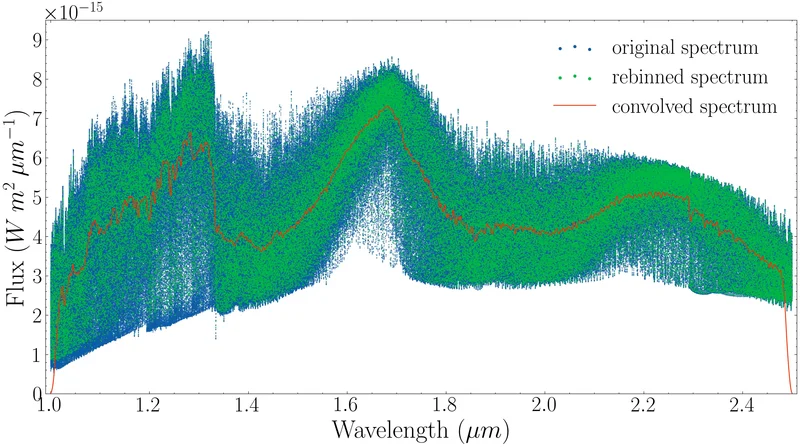 ×10⁻¹⁵
original spectrum
rebinned spectrum
convolved spectrum
Flux (W m² μm⁻¹)
9
8
7
6
5
4
3
2
1
0
1.0 1.2 1.4 1.6 1.8 2.0 2.2 2.4
Wavelength (μm)